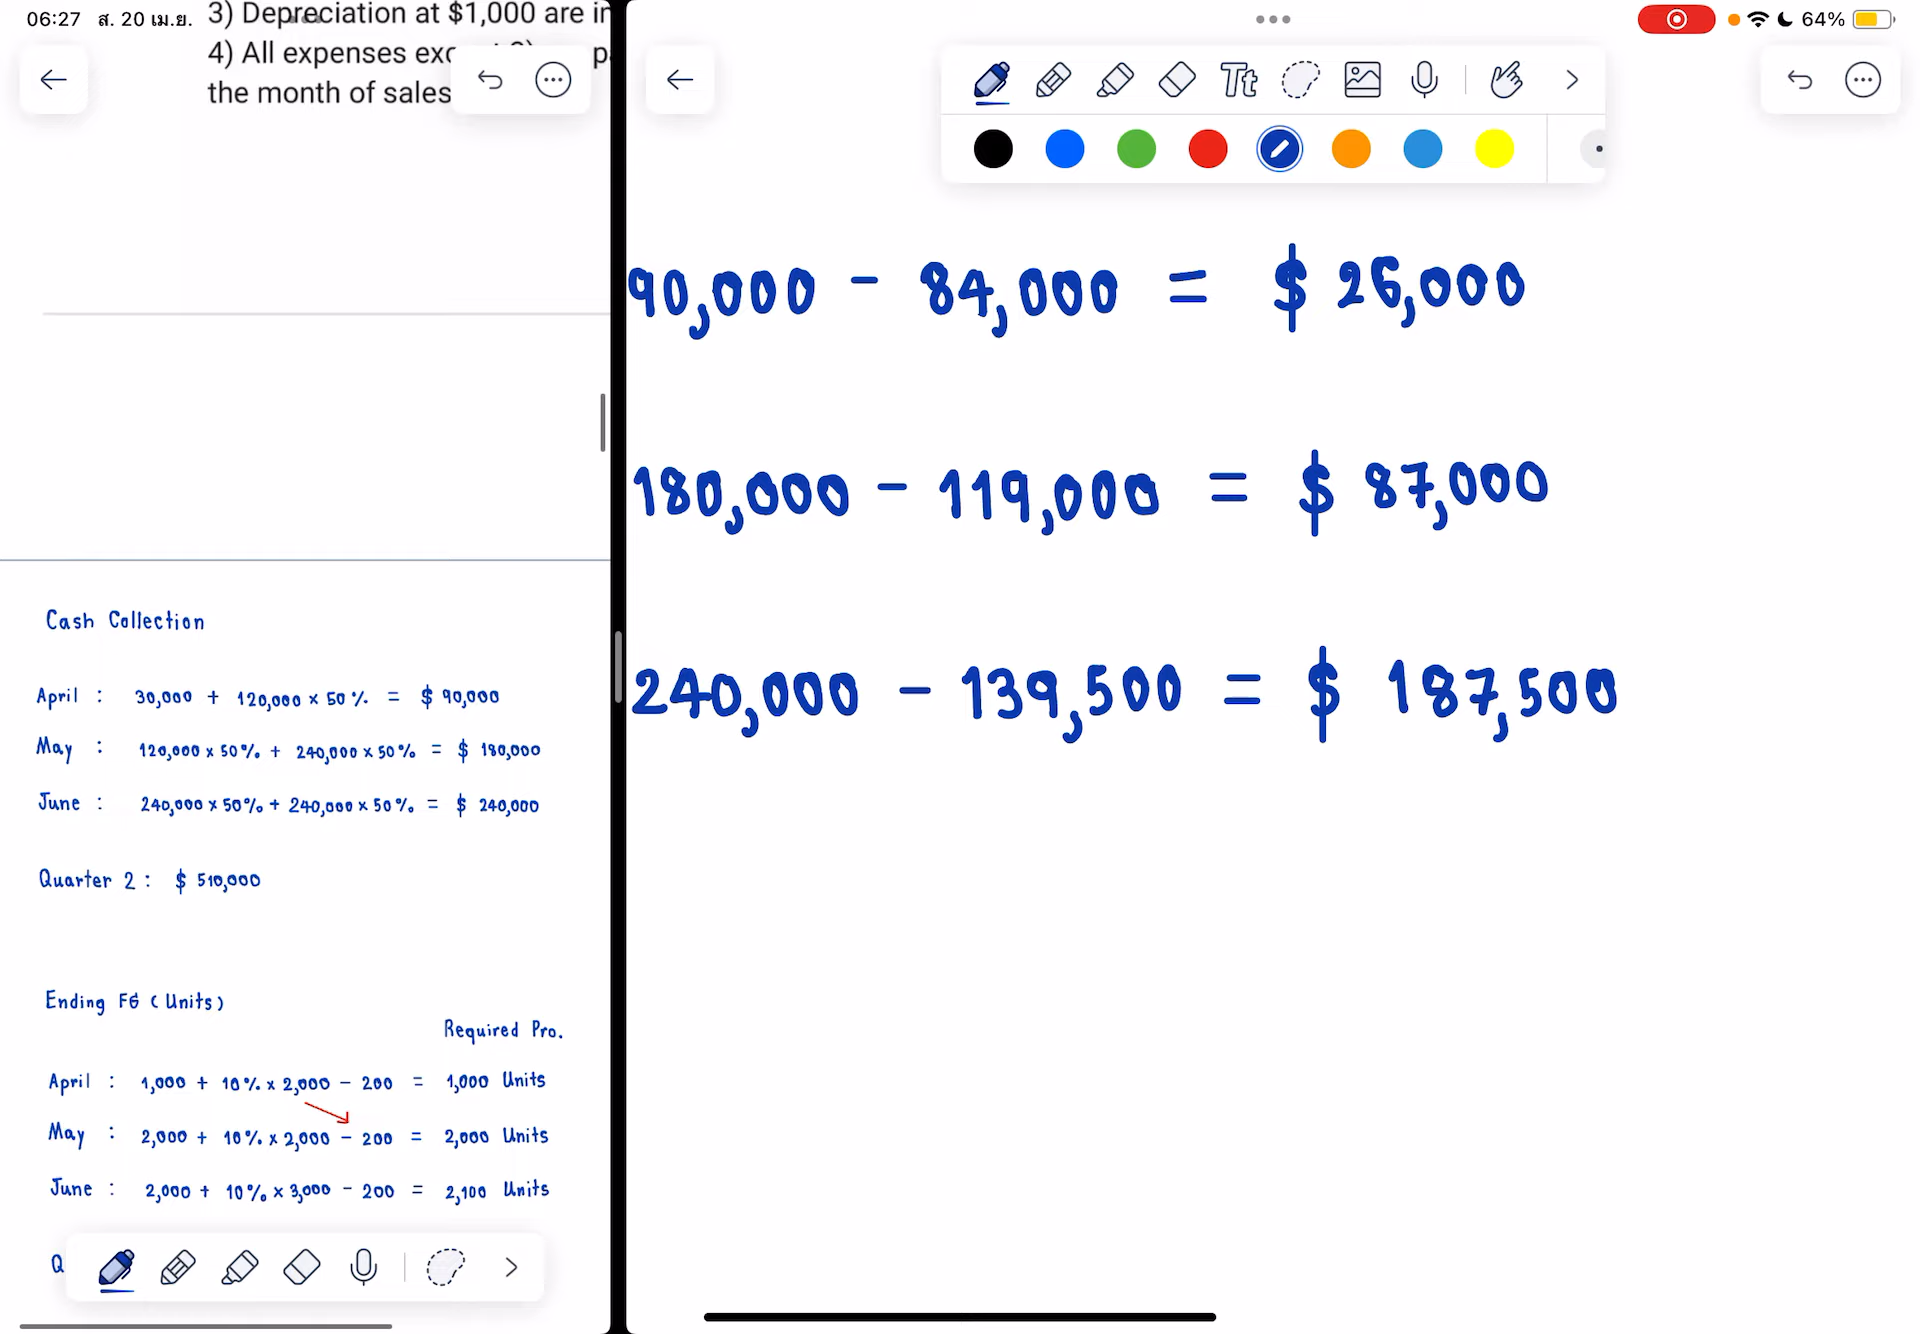 06:27 ส. 20 เม.ย.
64%
3) Depreciation at $1,000 are in
4) All expenses exc
the month of sales
Tt
90,000 - 84,000 = $ 26,000
180,000 - 119,000 = $ 87,000
240,000 - 139,500 = $ 187,500
Cash Collection
April : 30,000 + 120,000 x 50% = $ 90,000
May : 120,000 x 50% + 240,000 x 50% = $ 180,000
June : 240,000 x 50% + 240,000 x 50% = $ 240,000
Quarter 2 : $ 510,000
Ending FG (Units)
Required Pro.
April : 1,000 + 10% x 2,000 - 200 = 1,000 Units
May : 2,000 + 10% x 2,000 - 200 = 2,000 Units
June : 2,000 + 10% x 3,000 - 200 = 2,100 Units
Q